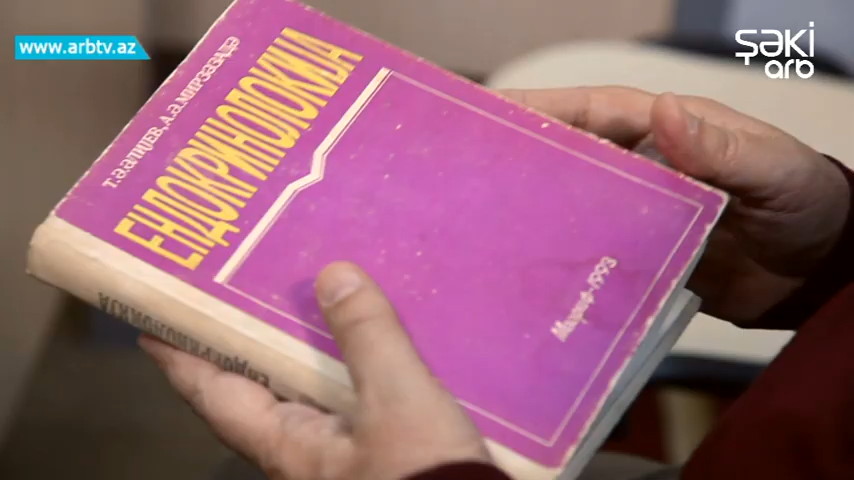 www.arbtv.az
şəki
arb
Т.Ә.ӘЛИЈЕВ, А.Ә.МИРЗӘЗАДӘ
ЕНДОКРИНОЛОКИЈА
Маариф-1993
ЕНДОКРИНОЛОКИЈА